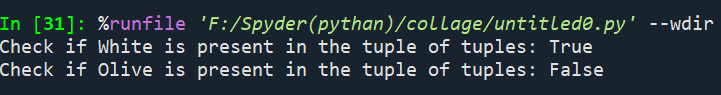 In [31]: %runfile 'F:/Spyder(pythan)/collage/untitled0.py' --wdir
Check if White is present in the tuple of tuples: True
Check if Olive is present in the tuple of tuples: False